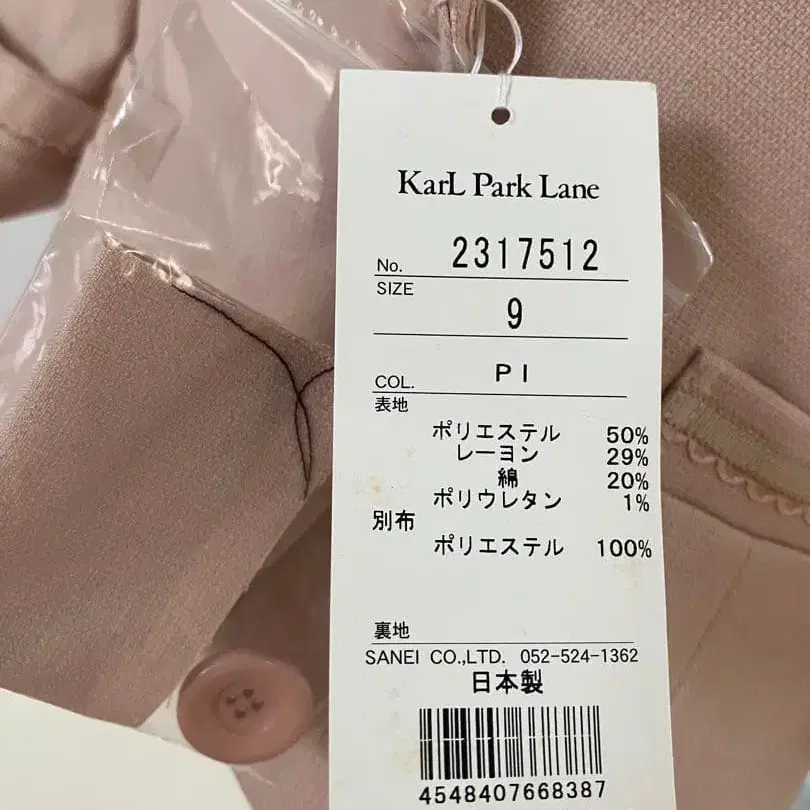 KarL Park Lane
No. 2317512
SIZE
9
COL. PI
表地
ポリエステル 50%
レーヨン 29%
綿 20%
ポリウレタン 1%
別布
ポリエステル 100%
裏地
SANEI CO.,LTD. 052-524-1362
日本製
4548407668387